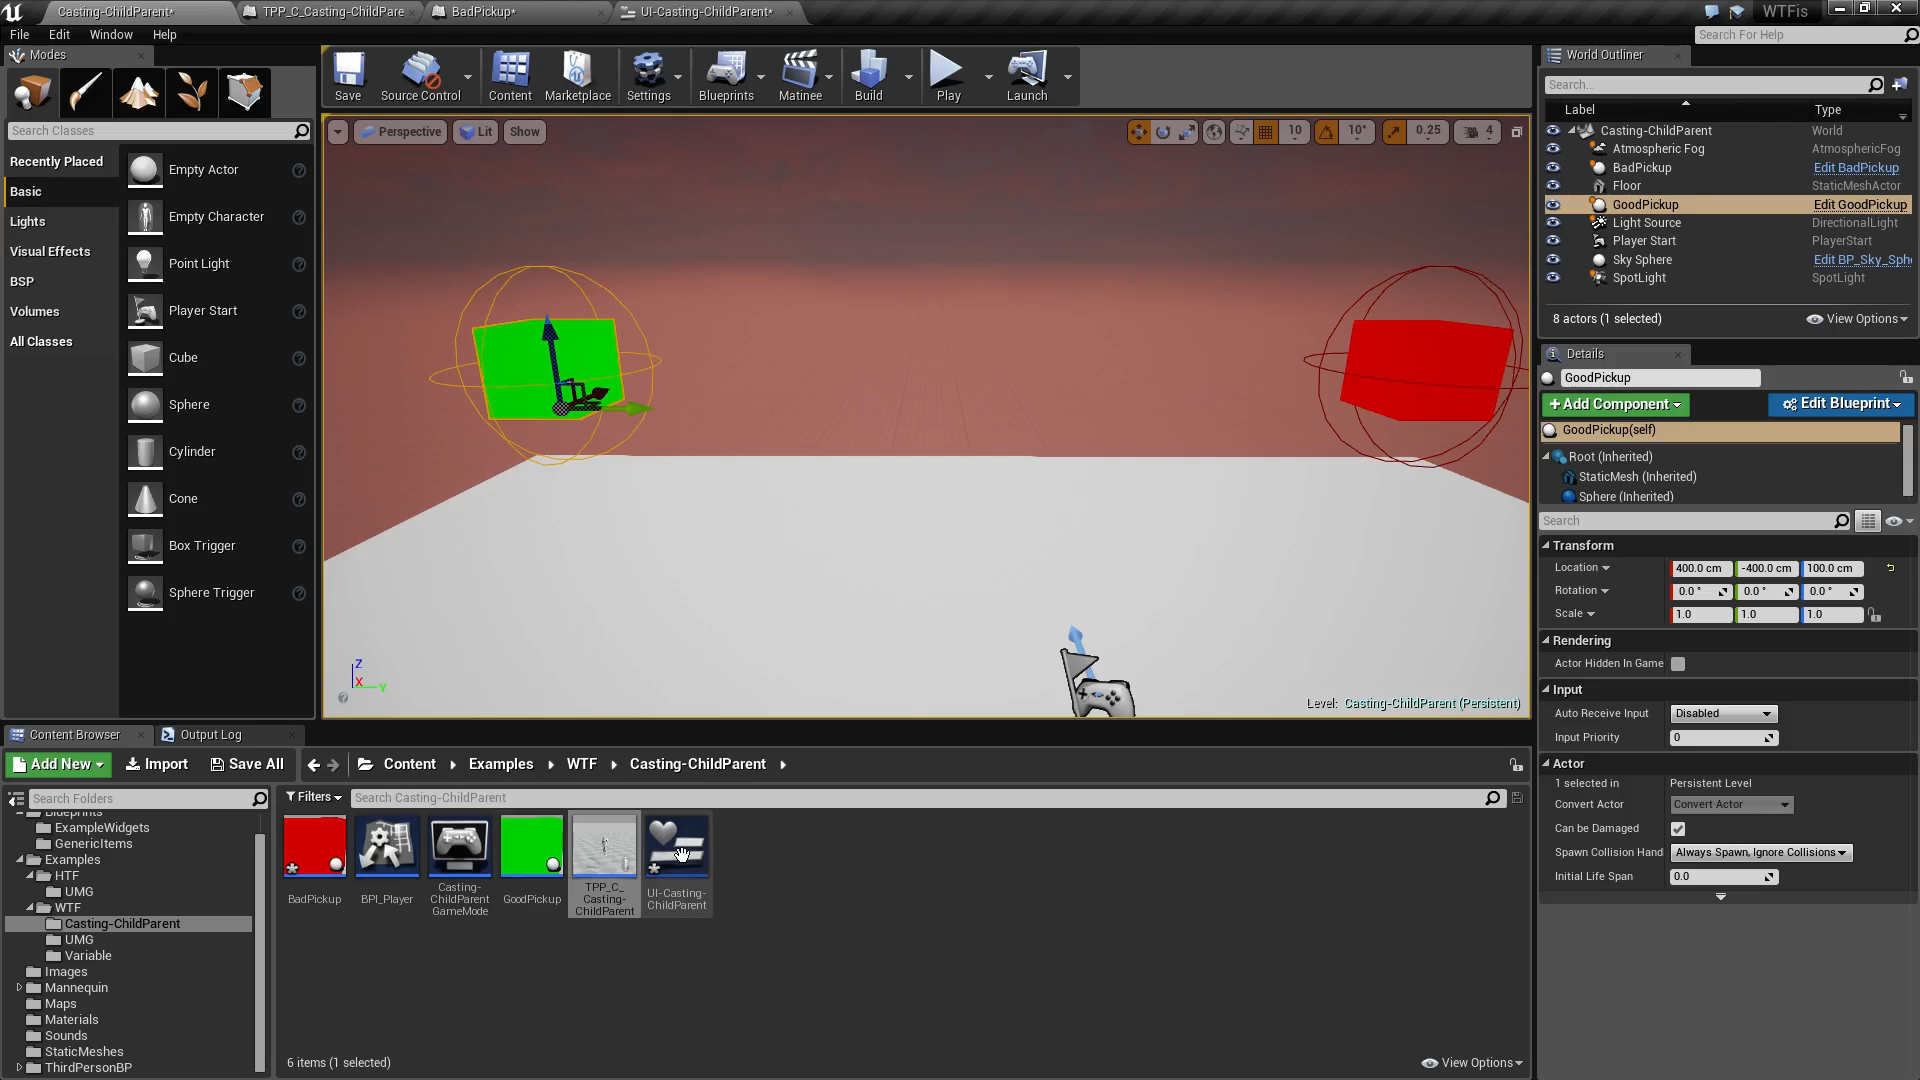 Casting-ChildParent*
TPP_C_Casting-ChildPare
BadPickup*
UI-Casting-ChildParent*
WTFis
File Edit Window Help
Search For Help
Modes
Search Classes
Recently Placed
Basic
Lights
Visual Effects
BSP
Volumes
All Classes
Empty Actor
Empty Character
Point Light
Player Start
Cube
Sphere
Cylinder
Cone
Box Trigger
Sphere Trigger
Save
Source Control
Content
Marketplace
Settings
Blueprints
Matinee
Build
Play
Launch
Perspective Lit Show
10 10° 0.25 4
Z
X
Y
Level: Casting-ChildParent (Persistent)
World Outliner
Search...
Label Type
Casting-ChildParent World
Atmospheric Fog AtmosphericFog
BadPickup Edit BadPickup
Floor StaticMeshActor
GoodPickup Edit GoodPickup
Light Source DirectionalLight
Player Start PlayerStart
Sky Sphere Edit BP_Sky_Sph
SpotLight SpotLight
8 actors (1 selected) View Options
Details
GoodPickup
+Add Component Edit Blueprint
GoodPickup(self)
Root (Inherited)
StaticMesh (Inherited)
Sphere (Inherited)
Search
Transform
Location 400.0 cm -400.0 cm 100.0 cm
Rotation 0.0 ° 0.0 ° 0.0 °
Scale 1.0 1.0 1.0
Rendering
Actor Hidden In Game
Input
Auto Receive Input Disabled
Input Priority 0
Actor
1 selected in Persistent Level
Convert Actor Convert Actor
Can be Damaged
Spawn Collision Hand Always Spawn, Ignore Collisions
Initial Life Span 0.0
Content Browser
Output Log
Add New Import Save All
Content Examples WTF Casting-ChildParent
Search Folders
Filters
Search Casting-ChildParent
Blueprints
ExampleWidgets
GenericItems
Examples
HTF
UMG
WTF
Casting-ChildParent
UMG
Variable
Images
Mannequin
Maps
Materials
Sounds
StaticMeshes
ThirdPersonBP
BadPickup
BPI_Player
Casting-
ChildParent
GameMode
GoodPickup
TPP_C_
Casting-
ChildParent
UI-Casting-
ChildParent
6 items (1 selected)
View Options